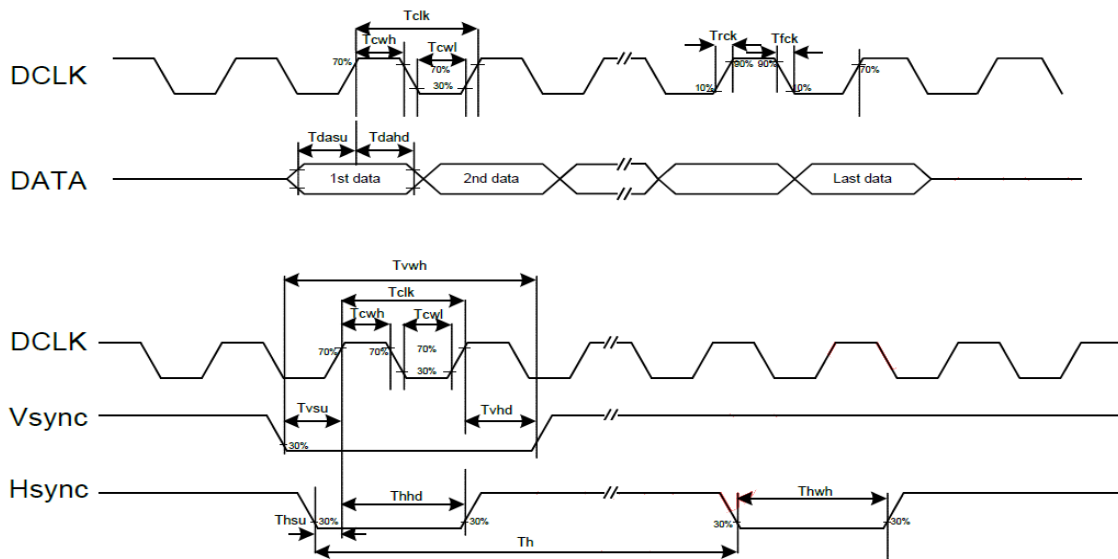 Tclk
Tcwh Tcwl Trck Tfck
DCLK 70% 70% 30% 10% 90% 90% 10% 70%
Tdasu Tdahd
DATA 1st data 2nd data Last data
Tvwh
Tclk
Tcwh Tcwl
DCLK 70% 70% 70% 30%
Vsync Tvsu Tvhd
30%
Hsync Thhd Thwh
Thsu 30% 30% 30% 30%
Th